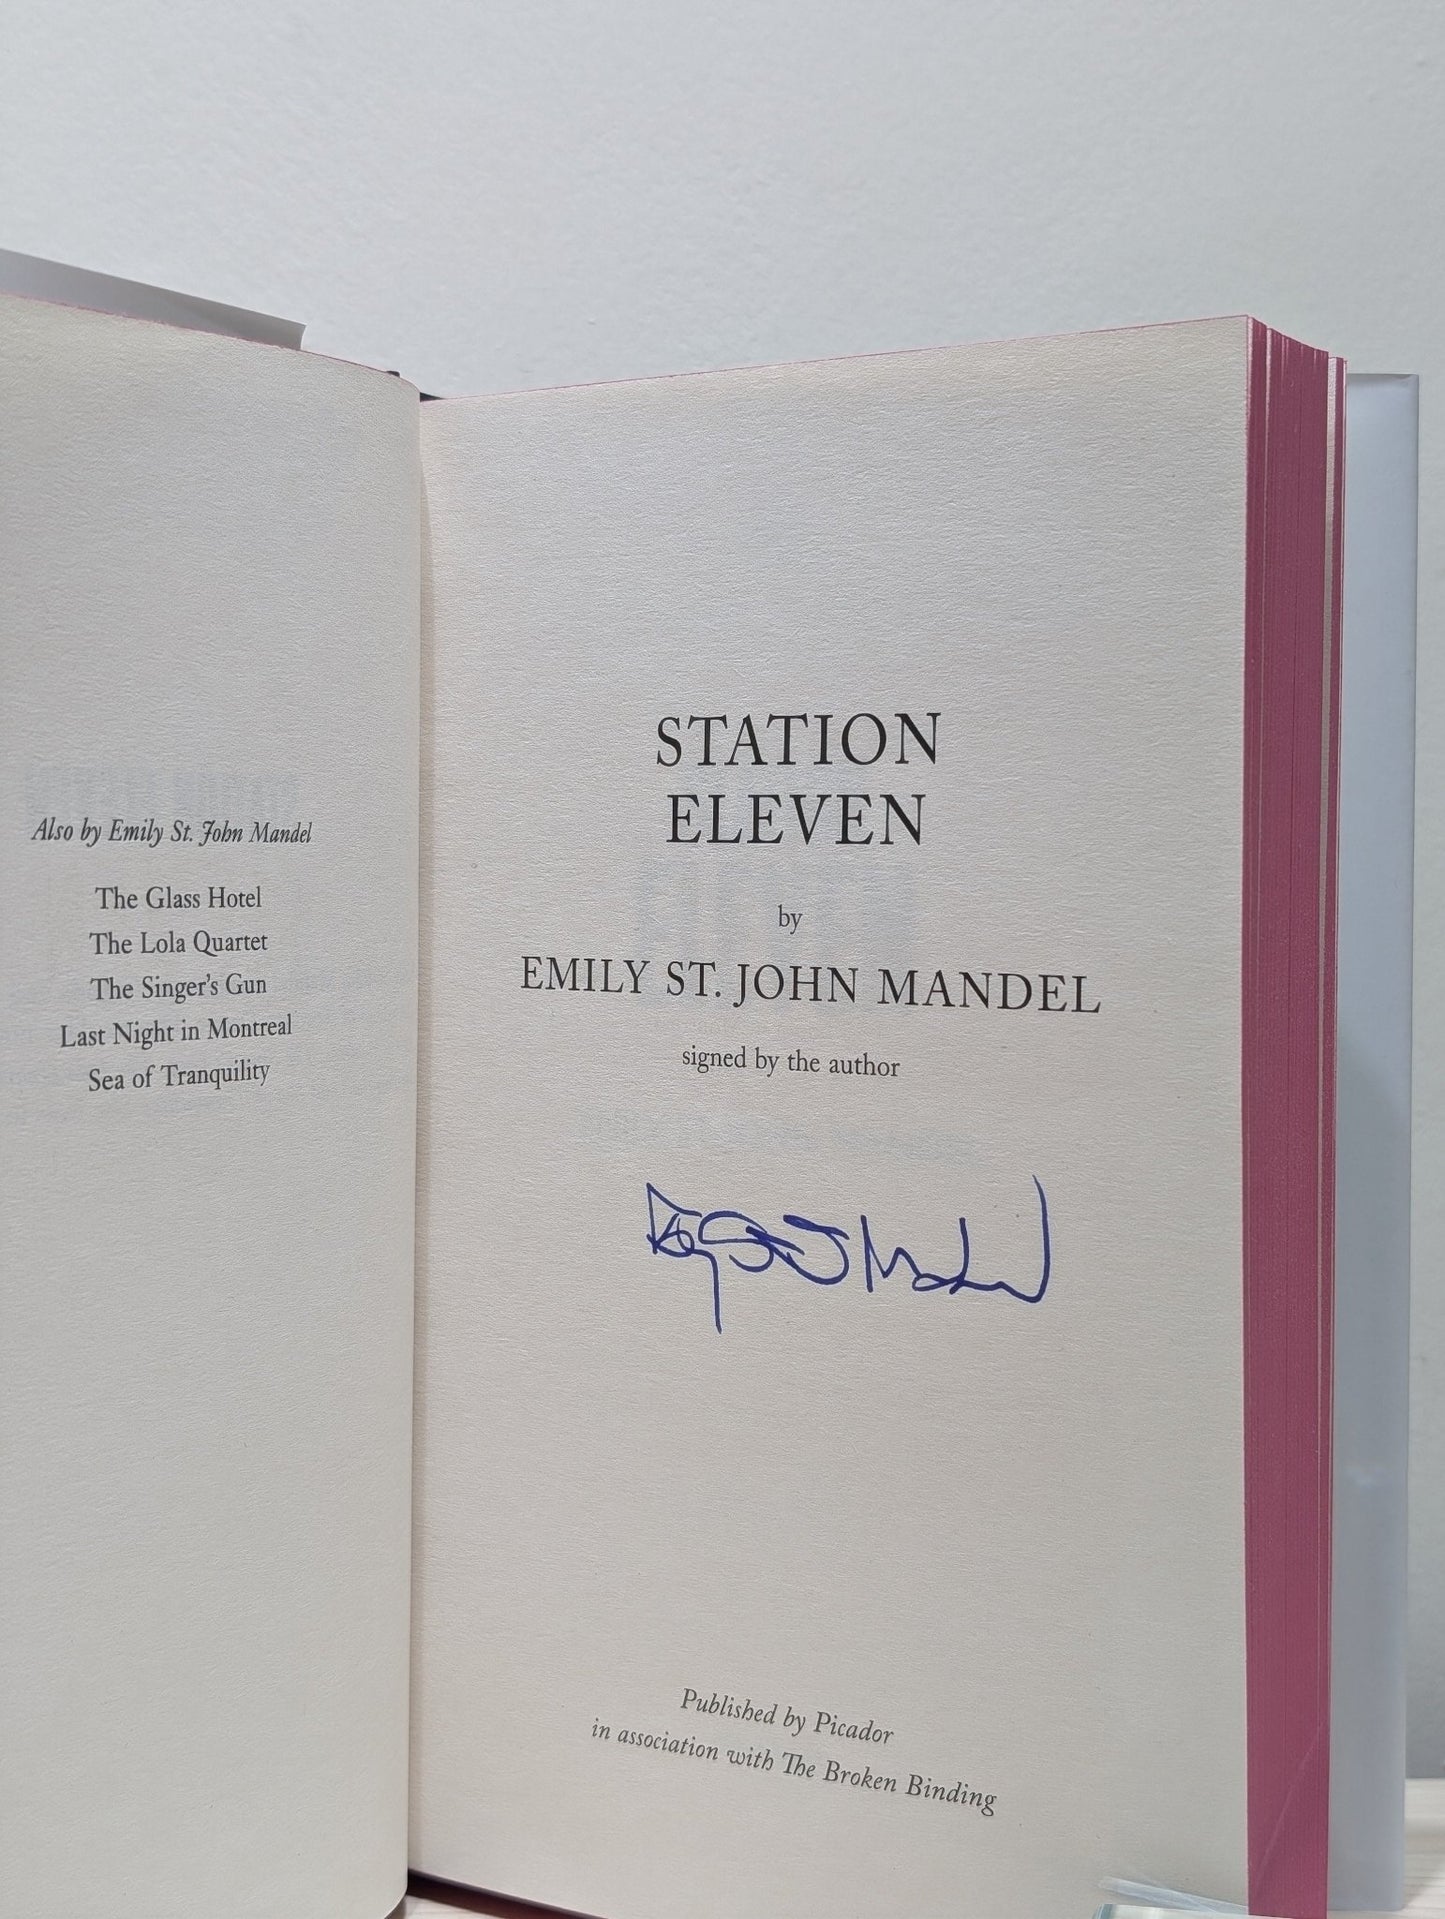 Also by Emily St. John Mandel
The Glass Hotel
The Lola Quartet
The Singer's Gun
Last Night in Montreal
Sea of Tranquility
STATION
ELEVEN
by
EMILY ST. JOHN MANDEL
signed by the author
Published by Picador
in association with The Broken Binding